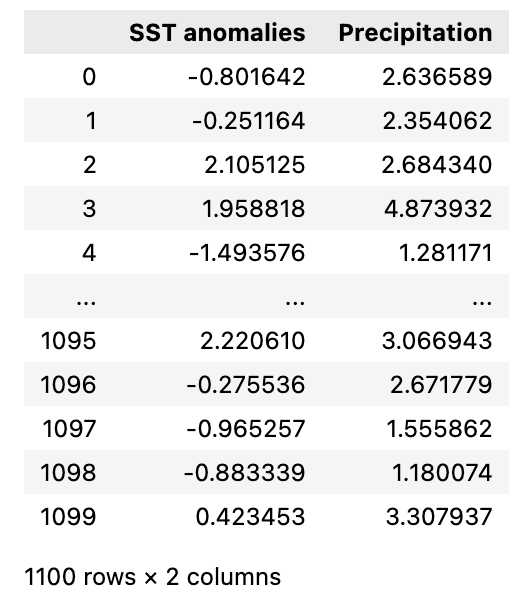 SST anomalies Precipitation
0 -0.801642 2.636589
1 -0.251164 2.354062
2 2.105125 2.684340
3 1.958818 4.873932
4 -1.493576 1.281171
... ... ...
1095 2.220610 3.066943
1096 -0.275536 2.671779
1097 -0.965257 1.555862
1098 -0.883339 1.180074
1099 0.423453 3.307937
1100 rows × 2 columns